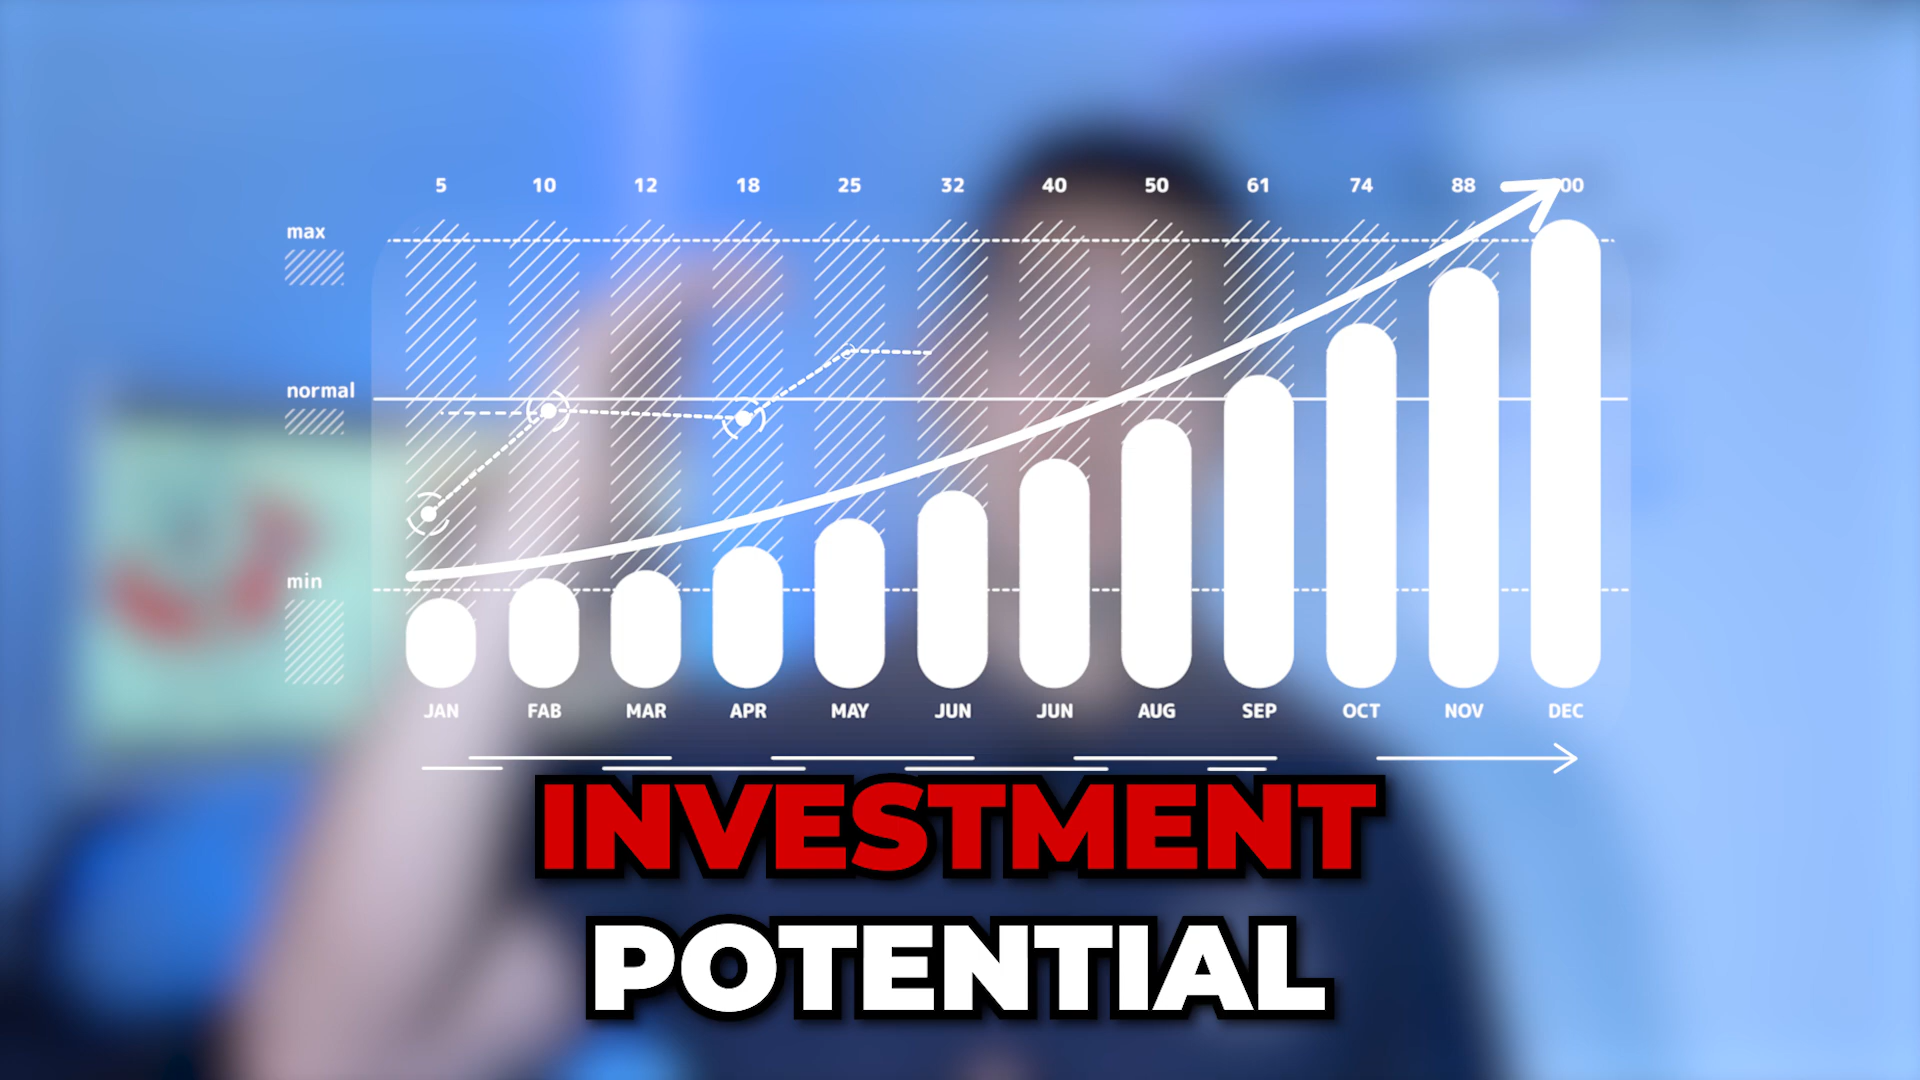 5 10 12 18 25 32 40 50 61 74 88 00
max
normal
min
JAN FAB MAR APR MAY JUN JUN AUG SEP OCT NOV DEC
INVESTMENT
POTENTIAL